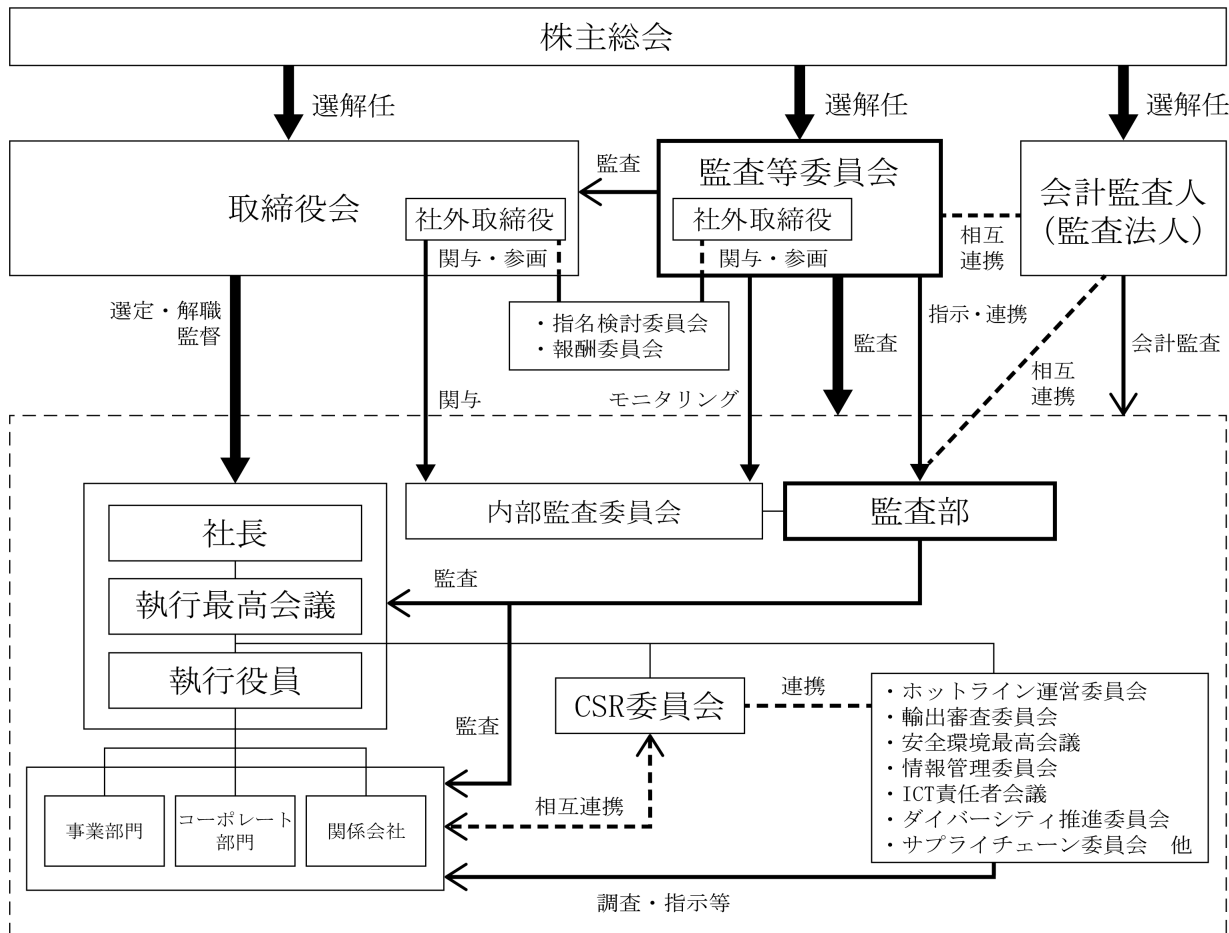 株主総会
選解任
選解任
選解任
取締役会
社外取締役
関与・参画
監査
監査等委員会
社外取締役
関与・参画
相互
連携
会計監査人
（監査法人）
選定・解職
監督
・指名検討委員会
・報酬委員会
監査
指示・連携
会計監査
相互
連携
関与
モニタリング
内部監査委員会
監査部
社長
執行最高会議
執行役員
監査
監査
CSR委員会
連携
・ホットライン運営委員会
・輸出審査委員会
・安全環境最高会議
・情報管理委員会
・ICT責任者会議
・ダイバーシティ推進委員会
・サプライチェーン委員会　他
事業部門
コーポレート
部門
関係会社
相互連携
調査・指示等